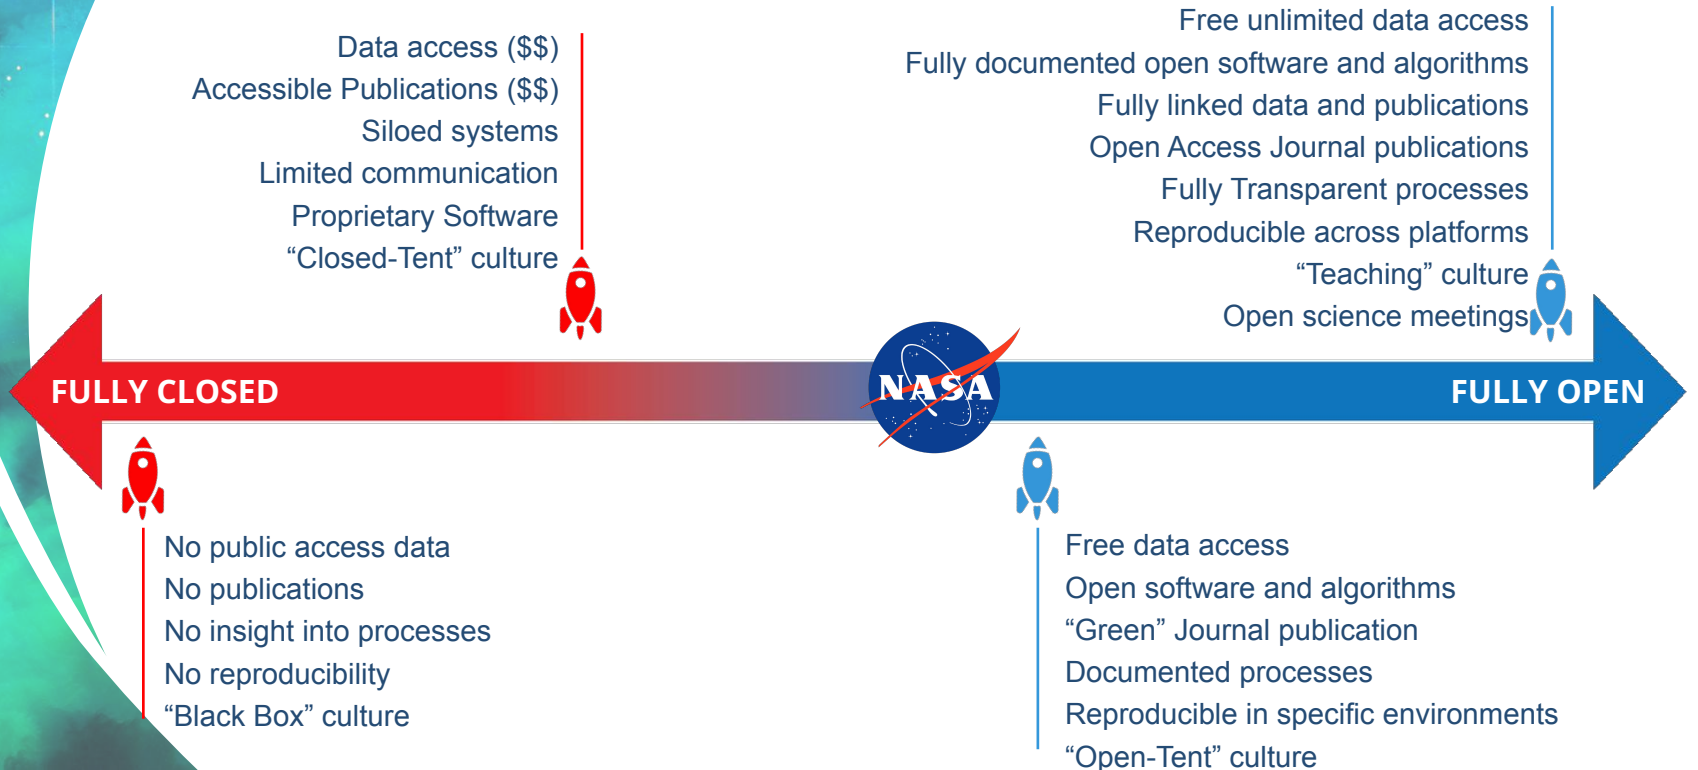 Data access ($$)
Accessible Publications ($$)
Siloed systems
Limited communication
Proprietary Software
“Closed-Tent” culture
Free unlimited data access
Fully documented open software and algorithms
Fully linked data and publications
Open Access Journal publications
Fully Transparent processes
Reproducible across platforms
“Teaching” culture
Open science meetings
FULLY CLOSED
NASA
FULLY OPEN
No public access data
No publications
No insight into processes
No reproducibility
“Black Box” culture
Free data access
Open software and algorithms
“Green” Journal publication
Documented processes
Reproducible in specific environments
“Open-Tent” culture